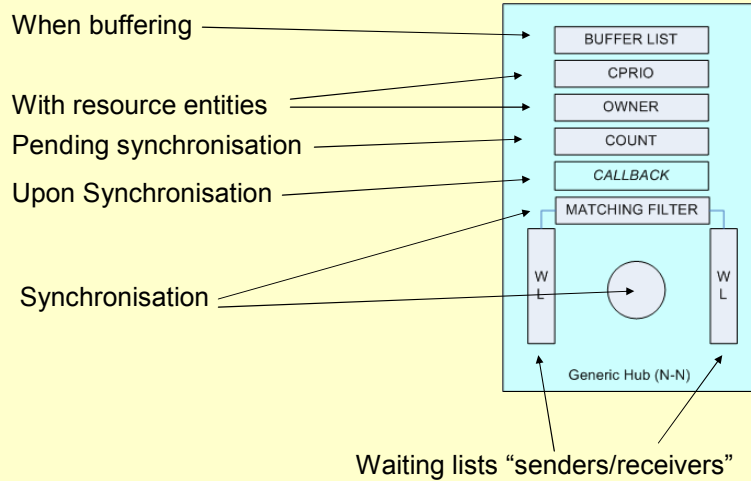 When buffering
With resource entities
Pending synchronisation
Upon Synchronisation
Synchronisation
BUFFER LIST
CPRIO
OWNER
COUNT
CALLBACK
MATCHING FILTER
W
L
W
L
Generic Hub (N-N)
Waiting lists “senders/receivers”